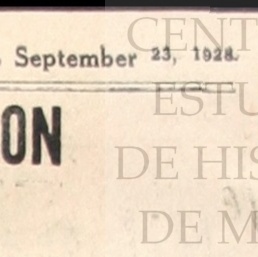 September 23, 1928.
CENT
ESTU
ON
DE HIS
DE M